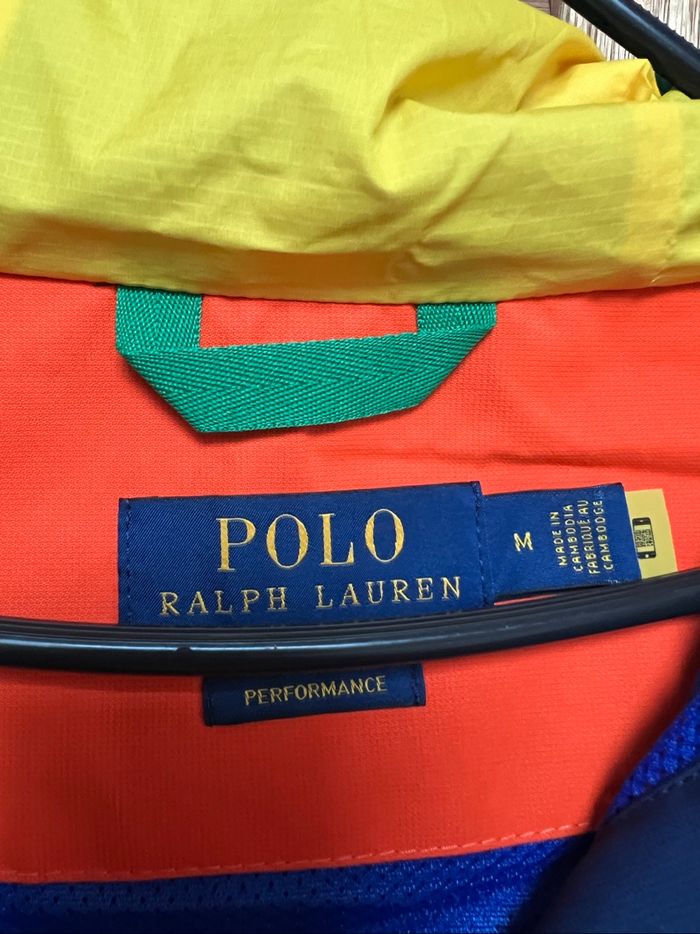 POLO
RALPH LAUREN
M
MADE IN
CAMBODIA
FABRIQUÉ AU
CAMBODGE
PERFORMANCE